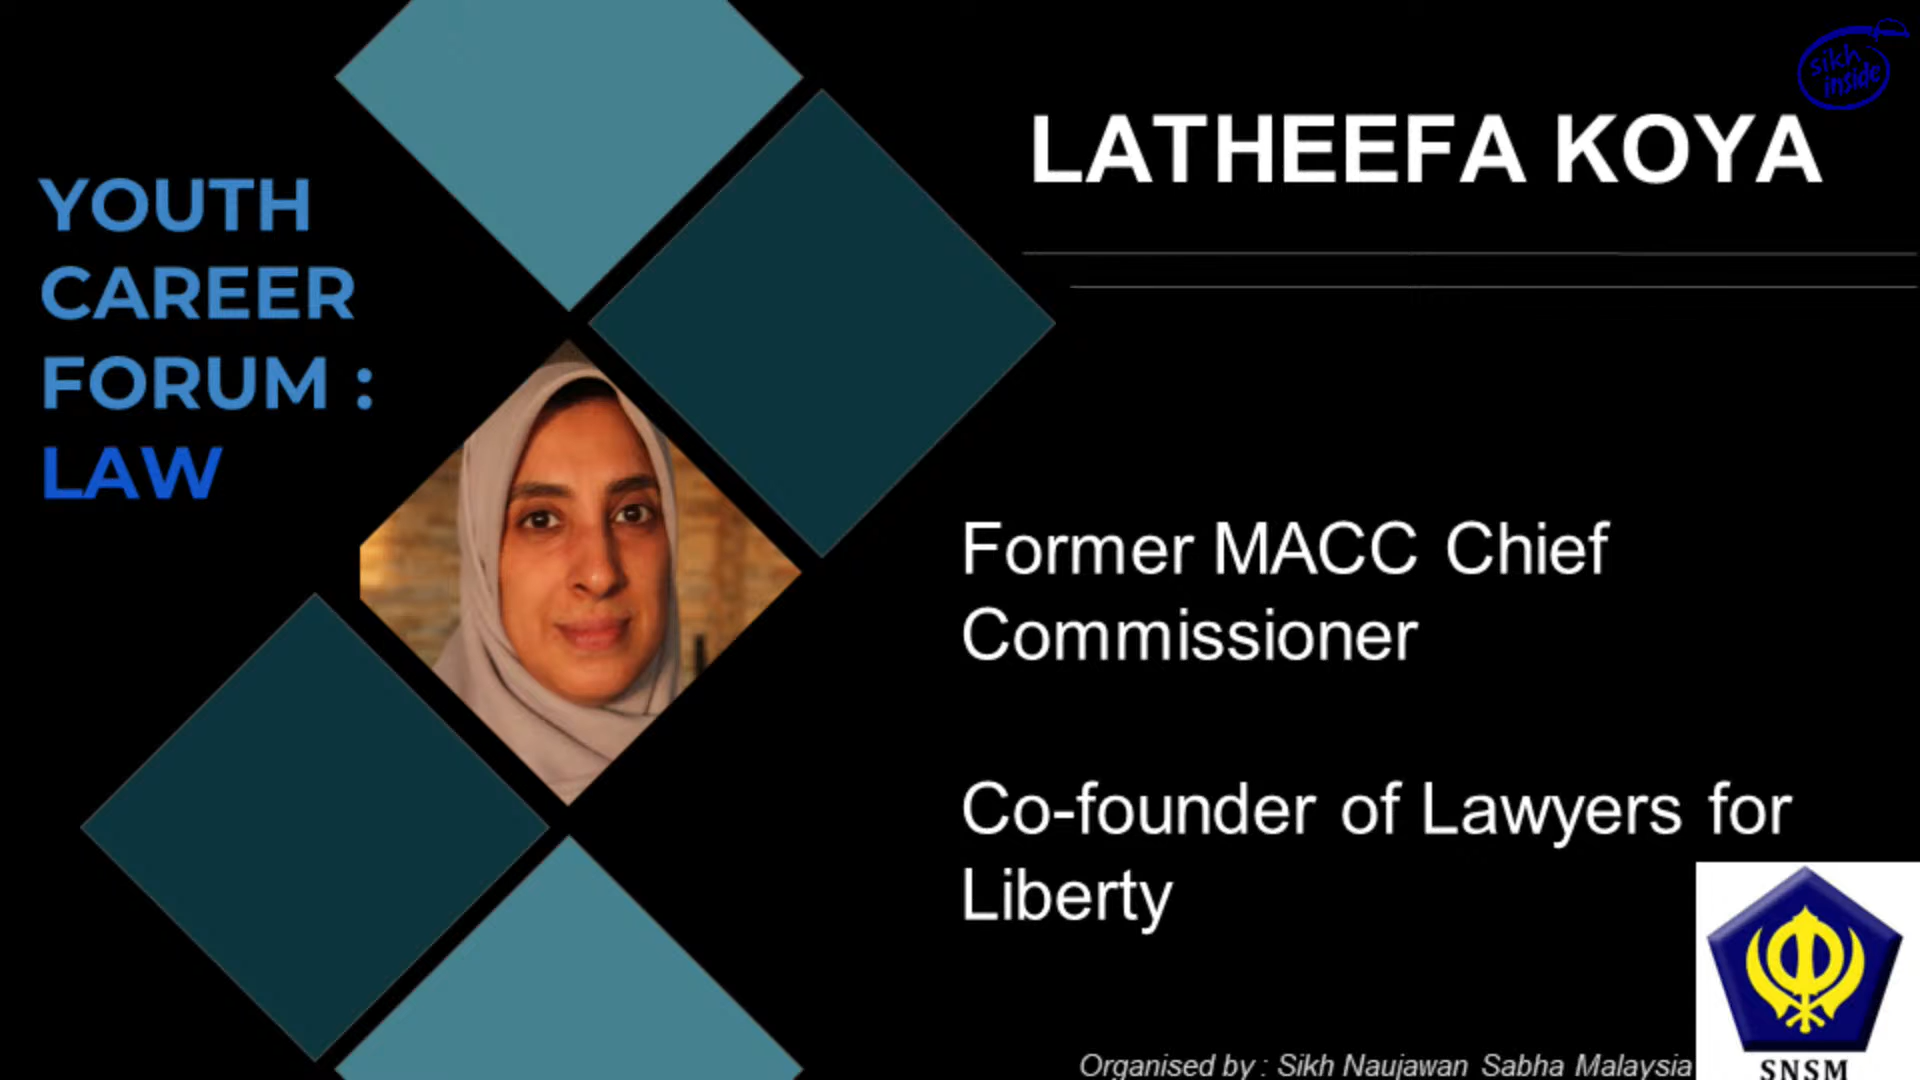 YOUTH
CAREER
FORUM :
LAW
sikh
inside
LATHEEFA KOYA
Former MACC Chief
Commissioner
Co-founder of Lawyers for
Liberty
Organised by : Sikh Naujawan Sabha Malaysia
SNSM